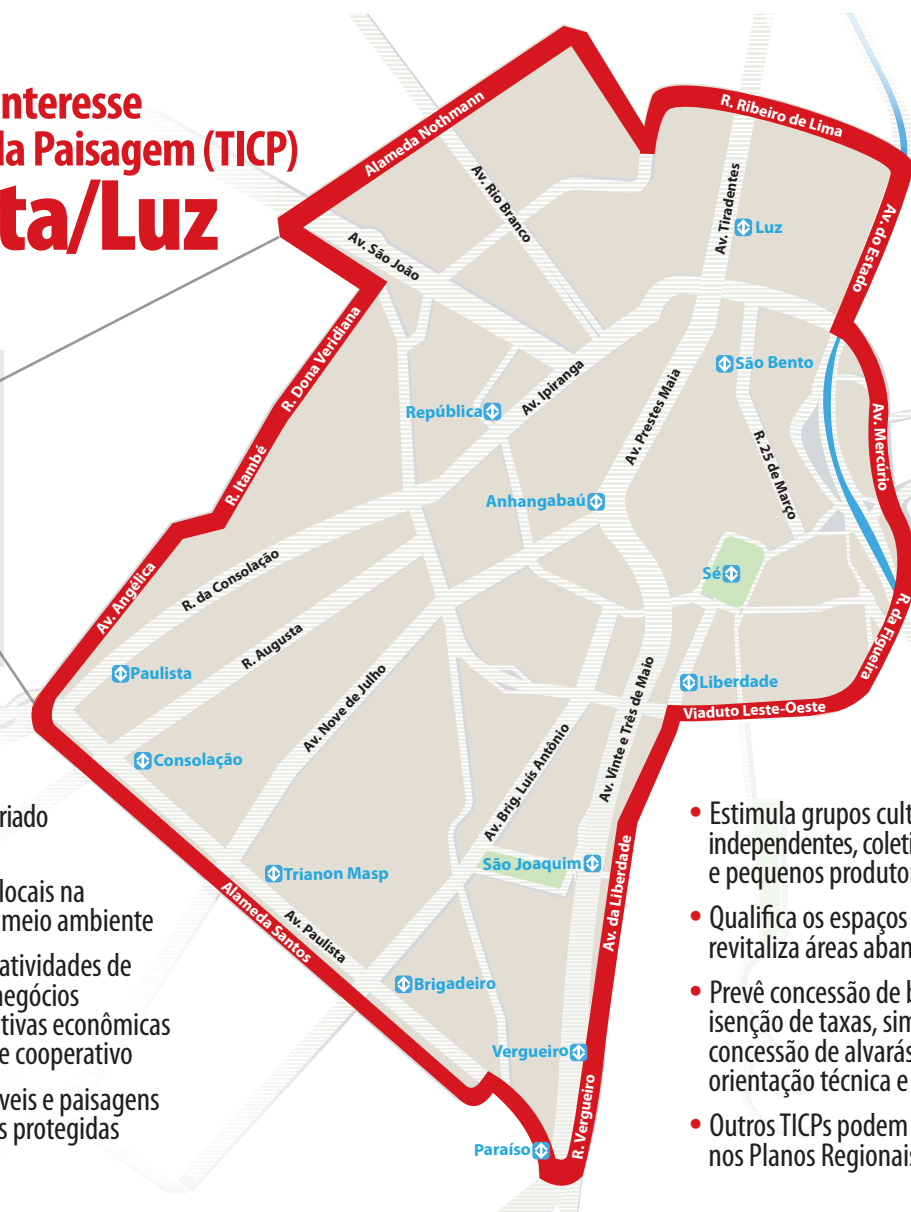 nteresse
la Paisagem (TICP)
ta/Luz
Alameda Nothmann
R. Ribeiro de Lima
Av. Rio Branco
Av. Tiradentes
Luz
Av. do Estado
Av. São João
R. Dona Veridiana
São Bento
Av. Ipiranga
Av. Prestes Maia
República
Av. Mercúrio
R. 25 de Março
R. Itambé
Anhangabaú
R. da Consolação
Sé
Av. Angélica
R. da Figueira
R. Augusta
Paulista
Liberdade
Viaduto Leste-Oeste
Av. Nove de Julho
Av. Vinte e Três de Maio
Consolação
Av. Brig. Luís Antônio
São Joaquim
Trianon Masp
Av. da Liberdade
Alameda Santos
Av. Paulista
Brigadeiro
Vergueiro
R. Vergueiro
Paraíso
riado
locais na
meio ambiente
atividades de
negócios
tivas econômicas
e cooperativo
veis e paisagens
s protegidas
• Estimula grupos cult
independentes, coleti
e pequenos produto
• Qualifica os espaços
revitaliza áreas aban
• Prevê concessão de b
isenção de taxas, sim
concessão de alvarás
orientação técnica e
• Outros TICPs podem
nos Planos Regionais